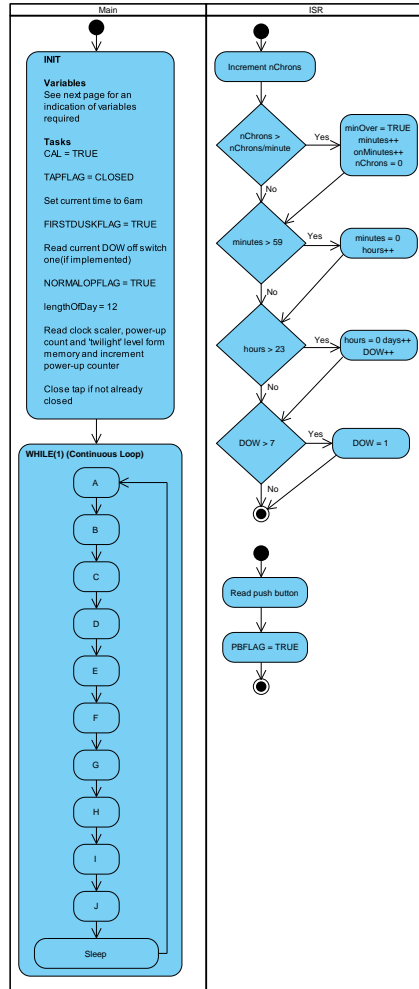 Main
INIT
Variables
See next page for an
indication of variables
required
Tasks
CAL = TRUE
TAPFLAG = CLOSED
Set current time to 6am
FIRSTDUSKFLAG = TRUE
Read current DOW off switch
one(if implemented)
NORMALOPFLAG = TRUE
lengthOfDay = 12
Read clock scaler, power-up
count and 'twilight' level form
memory and increment
power-up counter
Close tap if not already
closed
WHILE(1) (Continuous Loop)
A
B
C
D
E
F
G
H
I
J
Sleep
ISR
Increment nChrons
nChrons >
nChrons/minute
Yes
minOver = TRUE
minutes++
onMinutes++
nChrons = 0
No
minutes > 59
Yes
minutes = 0
hours++
No
hours > 23
Yes
hours = 0 days++
DOW++
No
DOW > 7
Yes
DOW = 1
No
Read push button
PBFLAG = TRUE